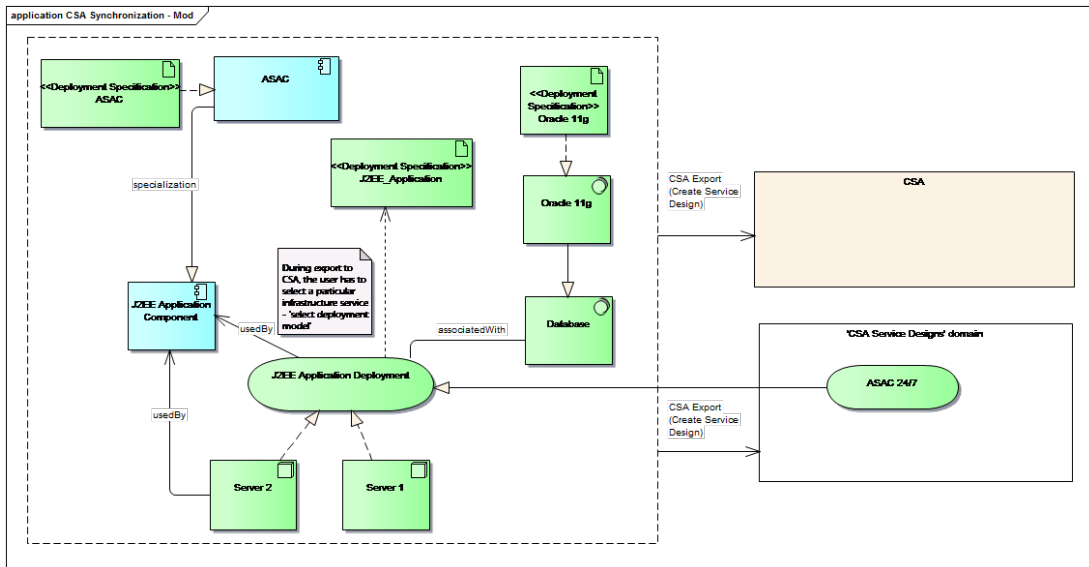 application CSA Synchronization - Mod
<<Deployment Specification>>
ASAC
ASAC
<<Deployment
Specification>>
Oracle 11g
<<Deployment Specification>>
J2EE_Application
specialization
Oracle 11g
CSA Export
(Create Service
Design)
CSA
During export to
CSA, the user has to
select a particular
infrastructure service
- 'select deployment
model'
J2EE Application
Component
usedBy
associatedWith
Database
'CSA Service Designs' domain
J2EE Application Deployment
ASAC 24/7
usedBy
CSA Export
(Create Service
Design)
Server 2
Server 1